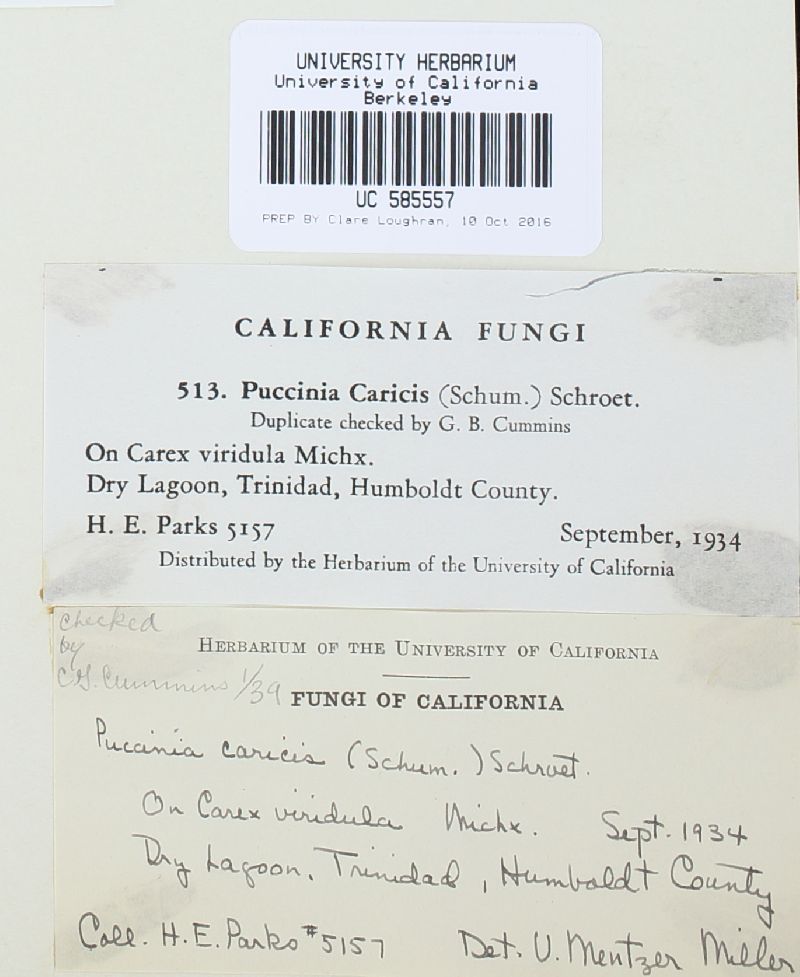 UNIVERSITY HERBARIUM
University of California
Berkeley
UC 585557
PREP BY Clare Loughran, 10 Oct 2016
CALIFORNIA FUNGI
513. Puccinia Caricis (Schum.) Schroet.
Duplicate checked by G. B. Cummins
On Carex viridula Michx.
Dry Lagoon, Trinidad, Humboldt County.
H. E. Parks 5157 September, 1934
Distributed by the Herbarium of the University of California
checked
by
C.G. Cummins 1/39
HERBARIUM OF THE UNIVERSITY OF CALIFORNIA
FUNGI OF CALIFORNIA
Puccinia caricis (Schum.) Schroet.
On Carex viridula Michx. Sept. 1934
Dry Lagoon, Trinidad, Humboldt County
Coll. H.E. Parks #5157 Det. V. Mentzer Miller